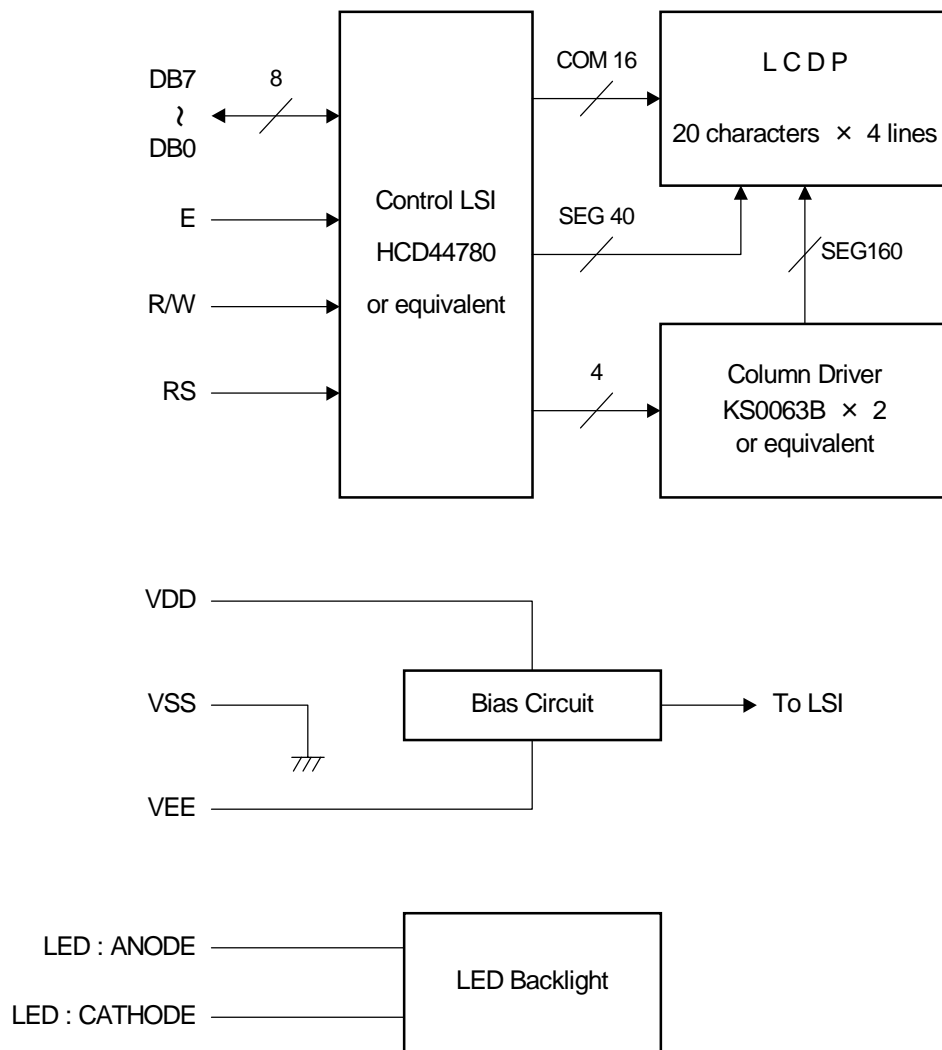 DB7
~
DB0
8
E
R/W
RS
Control LSI
HCD44780
or equivalent
COM 16
SEG 40
4
L C D P
20 characters × 4 lines
SEG160
Column Driver
KS0063B × 2
or equivalent
VDD
VSS
VEE
Bias Circuit
To LSI
LED : ANODE
LED : CATHODE
LED Backlight